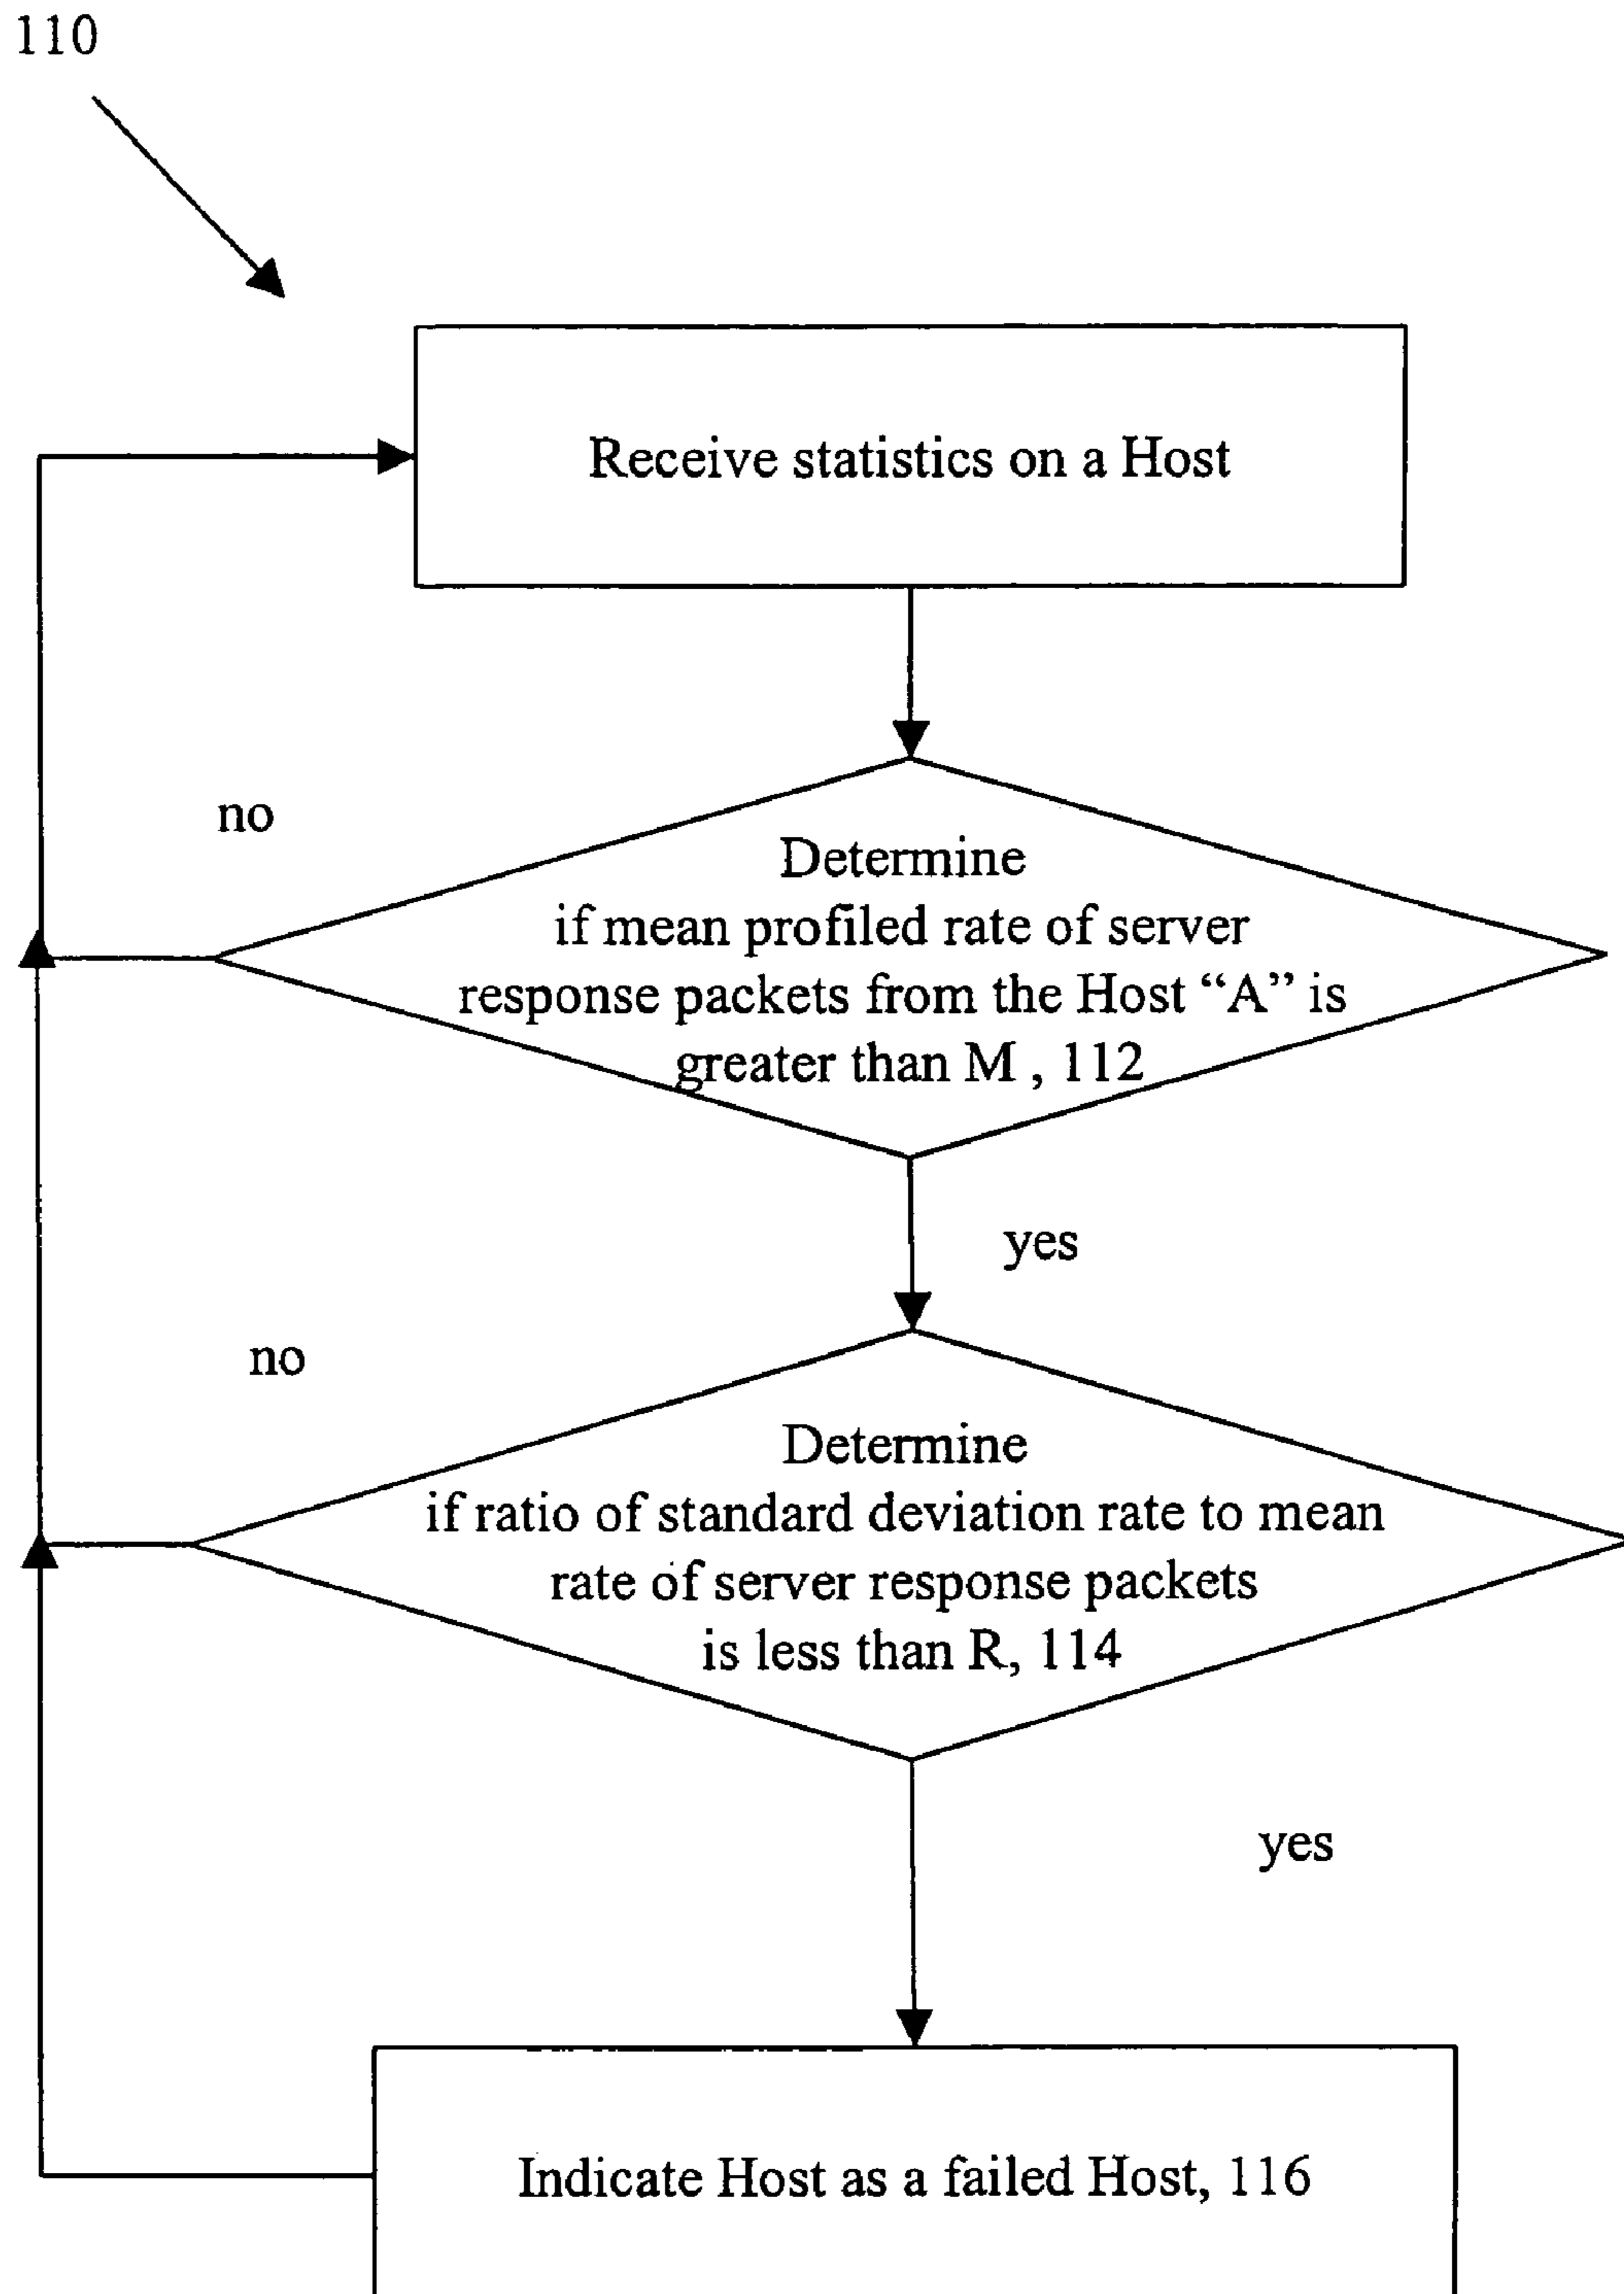 110
Receive statistics on a Host
no
Determine
if mean profiled rate of server
response packets from the Host “A” is
greater than M , 112
yes
no
Determine
if ratio of standard deviation rate to mean
rate of server response packets
is less than R, 114
yes
Indicate Host as a failed Host, 116